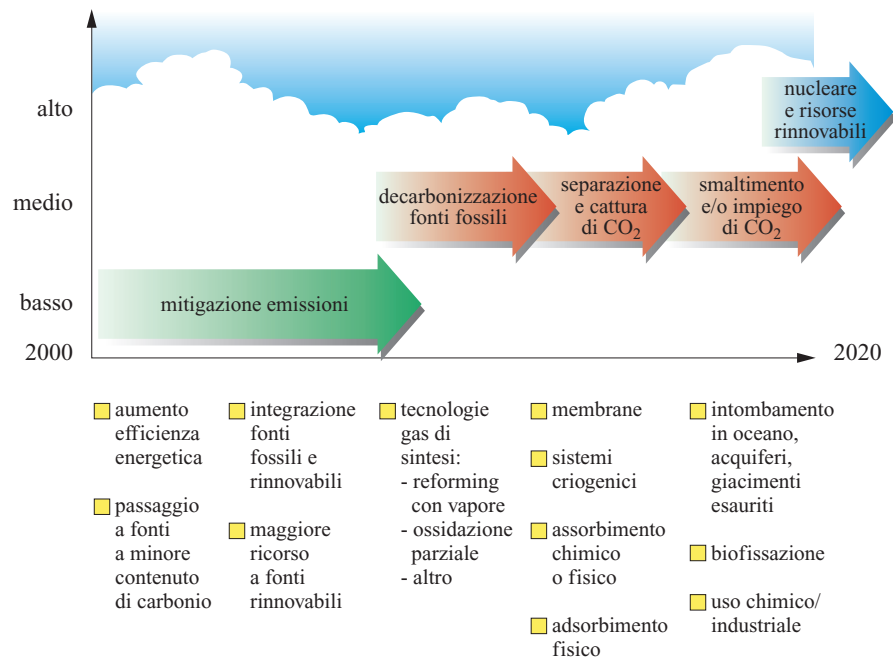 alto
medio
basso
2000
2020
nucleare
e risorse
rinnovabili
decarbonizzazione
fonti fossili
separazione
e cattura
di CO2
smaltimento
e/o impiego
di CO2
mitigazione emissioni
aumento
efficienza
energetica
passaggio
a fonti
a minore
contenuto
di carbonio
integrazione
fonti
fossili e
rinnovabili
maggiore
ricorso
a fonti
rinnovabili
tecnologie
gas di
sintesi:
- reforming
con vapore
- ossidazione
parziale
- altro
membrane
sistemi
criogenici
assorbimento
chimico
o fisico
adsorbimento
fisico
intombamento
in oceano,
acquiferi,
giacimenti
esauriti
biofissazione
uso chimico/
industriale